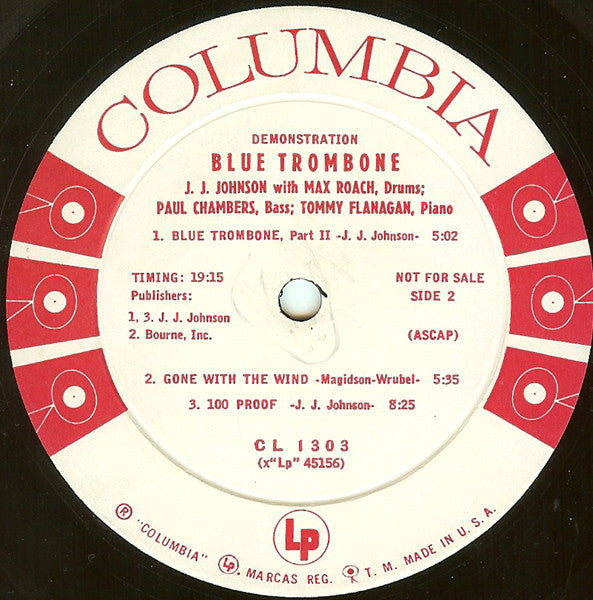 COLUMBIA
DEMONSTRATION
BLUE TROMBONE
J. J. JOHNSON with MAX ROACH, Drums;
PAUL CHAMBERS, Bass; TOMMY FLANAGAN, Piano
1. BLUE TROMBONE, Part II -J. J. Johnson- 5:02
TIMING: 19:15
Publishers:
1, 3. J. J. Johnson
2. Bourne, Inc.
NOT FOR SALE
SIDE 2
(ASCAP)
2. GONE WITH THE WIND -Magidson-Wrubel- 5:35
3. 100 PROOF -J. J. Johnson- 8:25
CL 1303
(x"Lp" 45156)
Lp
® "COLUMBIA" Lp. MARCAS REG. T. M. MADE IN U. S. A.